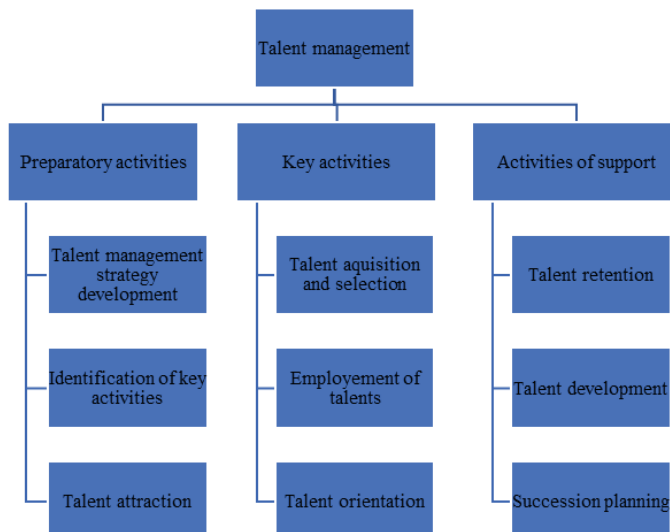 Talent management
Preparatory activities
Key activities
Activities of support
Talent management
strategy
development
Talent aquisition
and selection
Talent retention
Identification of key
activities
Employement of
talents
Talent development
Talent attraction
Talent orientation
Succession planning